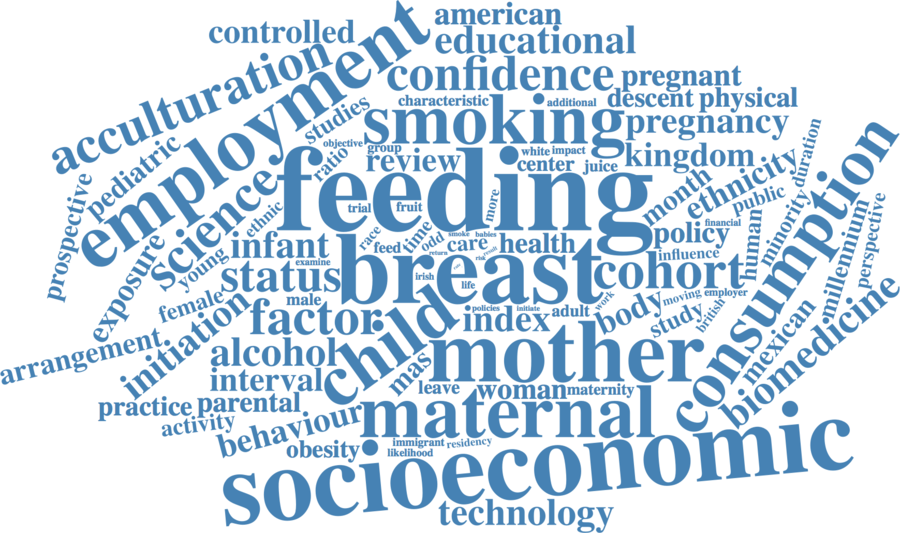 american
controlled
educational
employment
acculturation
confidence
pregnant
characteristic
additional
descent
physical
studies
smoking
pregnancy
objective
group
ratio
review
white
impact
center
juice
kingdom
duration
pediatric
feeding
month
ethnicity
consumption
prospective
science
ethnic
trial
fruit
more
public
minority
financial
policy
human
infant
race
feed
time
odd
smoke
babies
care
health
return
risk
result
influence
millennium
perspective
exposure
young
examine
status
breast
irish
life
cohort
female
male
initiation
factor
child
policies
initiate
index
adult
work
body
moving
employer
study
british
mexican
biomedicine
arrangement
alcohol
mother
interval
mas
leave
woman
maternity
practice
parental
activity
behaviour
maternal
obesity
immigrant
residency
likelihood
socioeconomic
technology